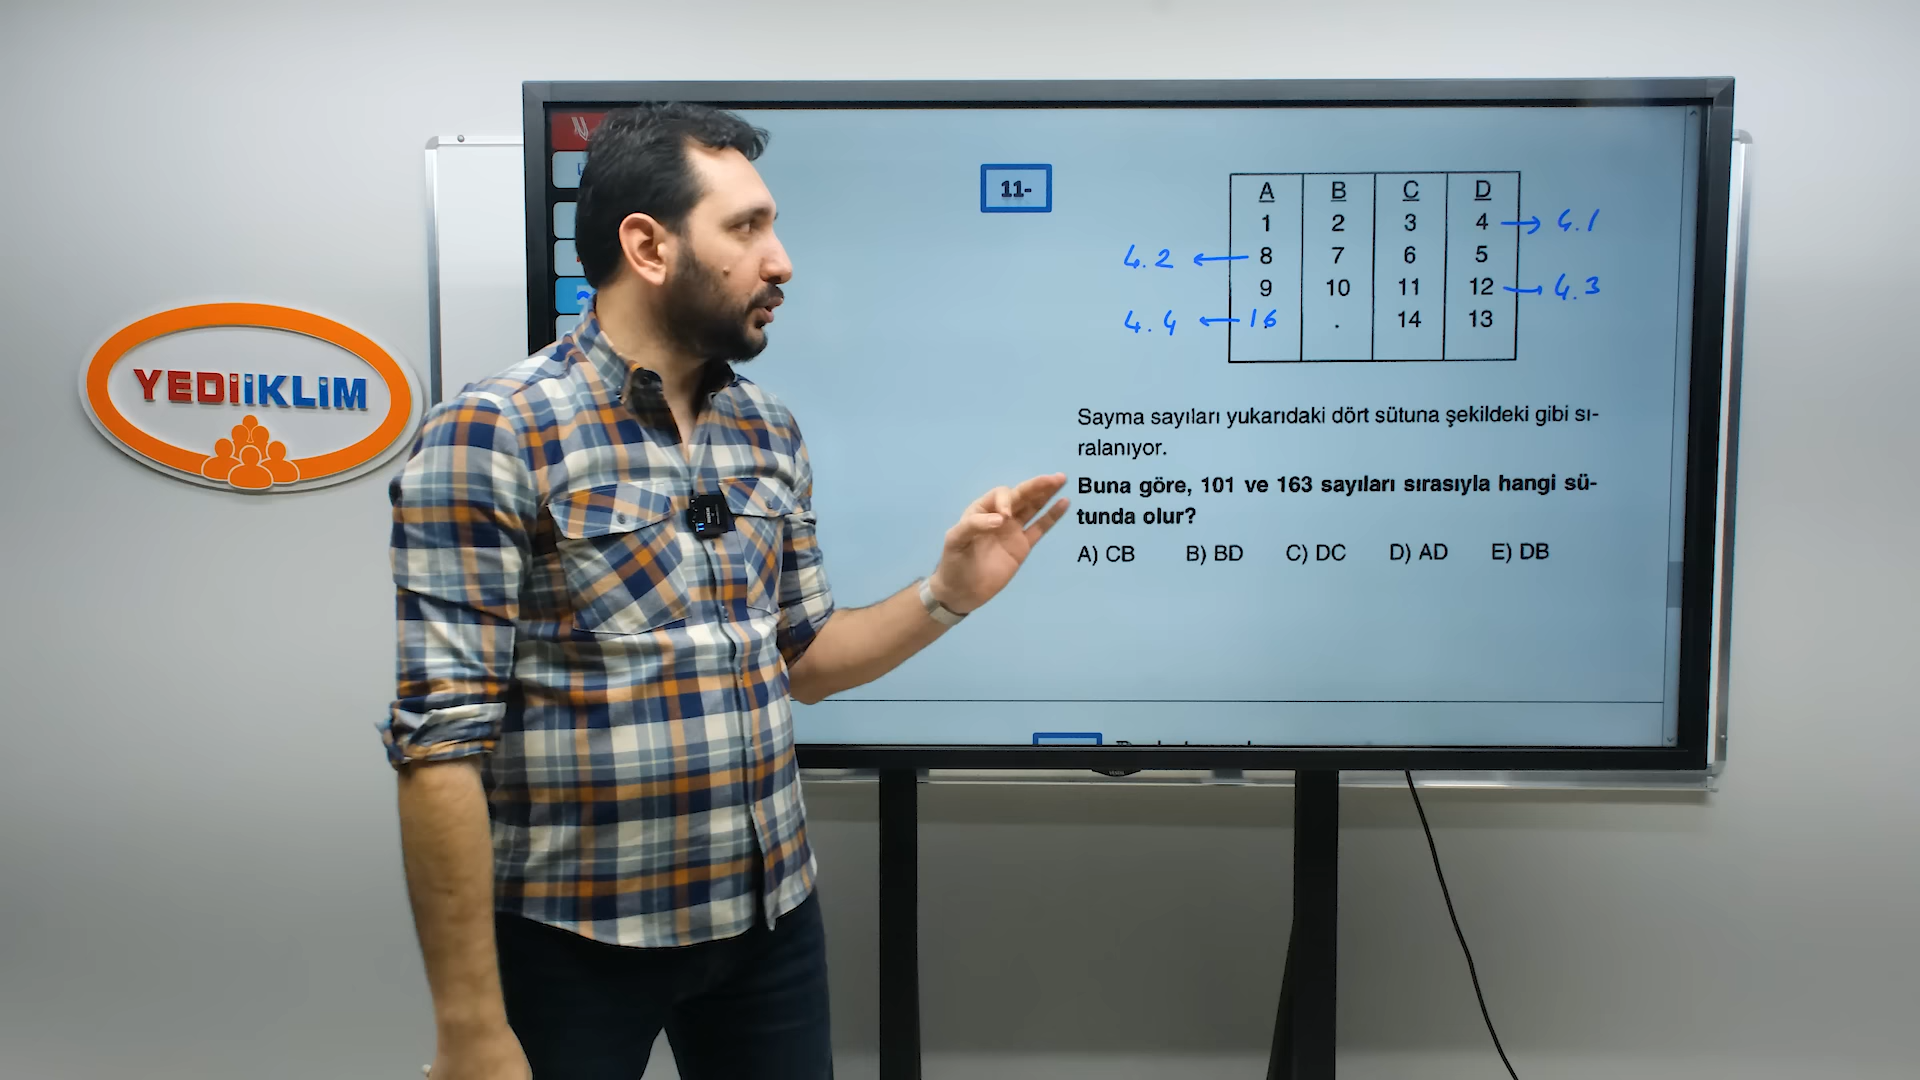 YEDİİKLİM
11-
A B C D
1 2 3 4 → 4.1
4.2 ← 8 7 6 5
9 10 11 12 → 4.3
4.4 ← 16 . 14 13
Sayma sayıları yukarıdaki dört sütuna şekildeki gibi sı-
ralanıyor.
Buna göre, 101 ve 163 sayıları sırasıyla hangi sü-
tunda olur?
A) CB B) BD C) DC D) AD E) DB